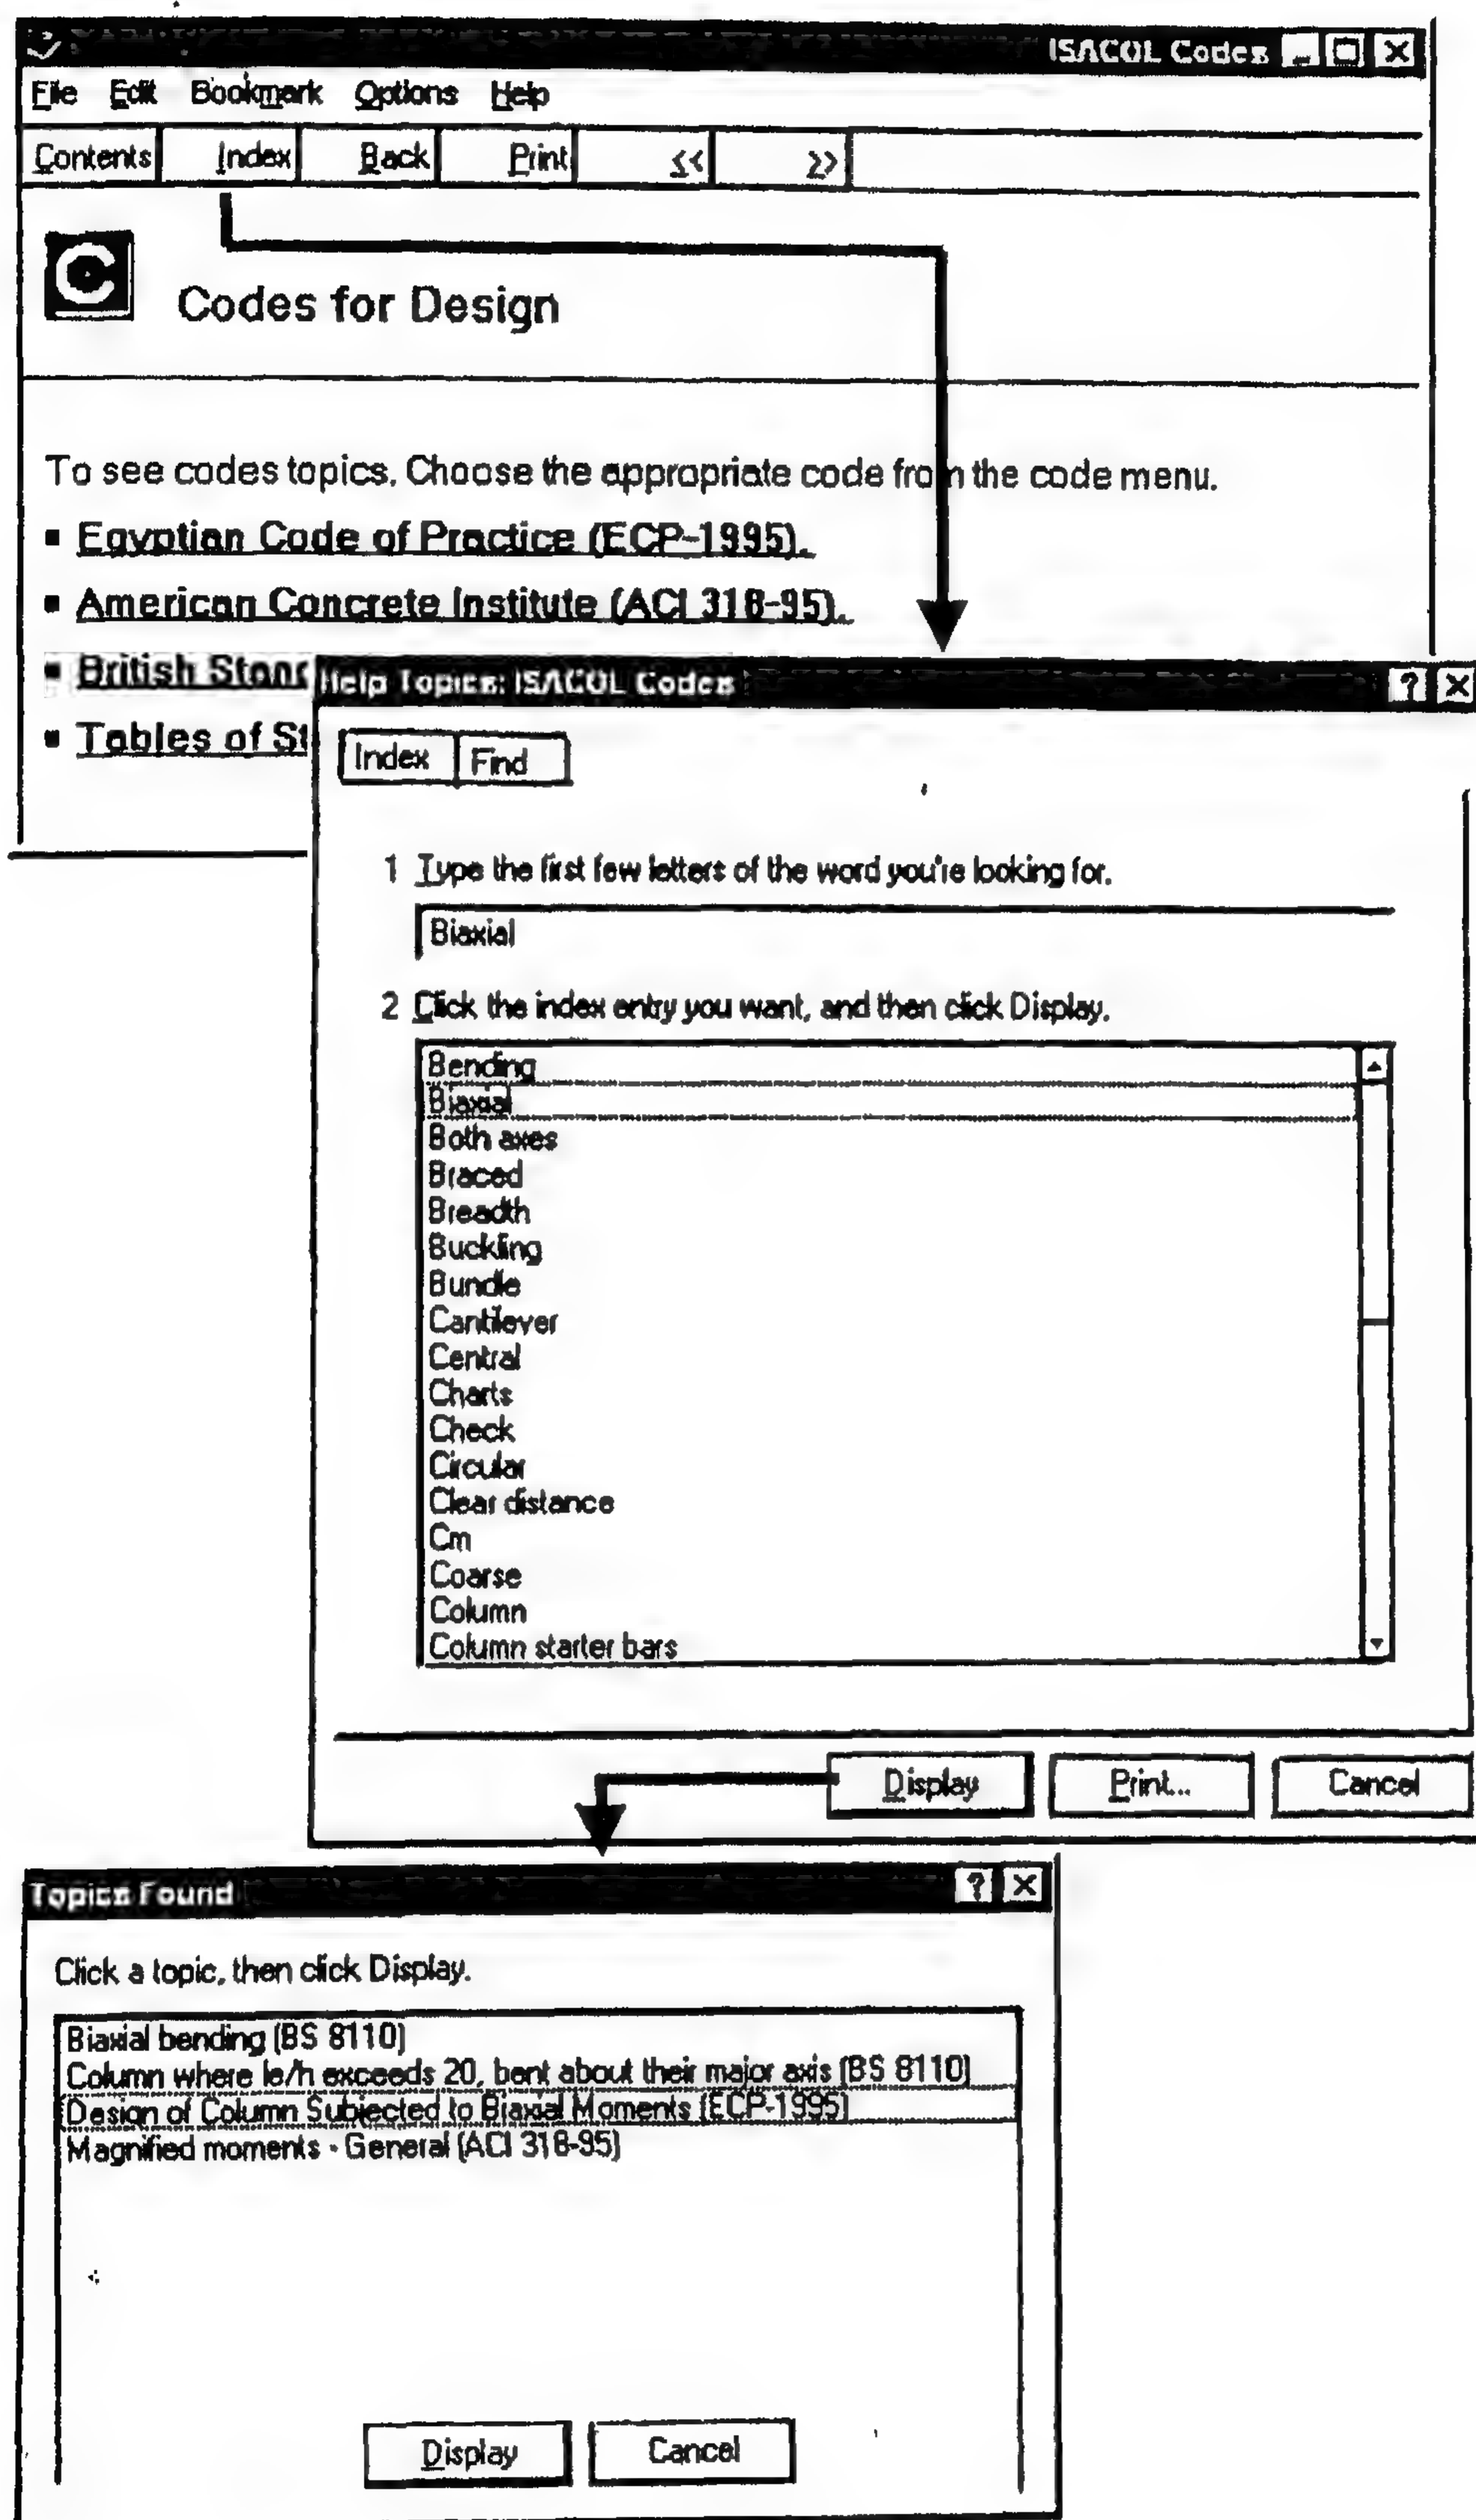 ISACOL Codes
File Edit Bookmark Options Help
Contents Index Back Print << >>
C Codes for Design
To see codes topics. Choose the appropriate code from the code menu.
▪ Egyptian Code of Practice (ECP-1995).
▪ American Concrete Institute (ACI 318-95).
▪ British Stand
▪ Tables of St
Help Topics: ISACOL Codes ? X
Index Find
1 Type the first few letters of the word you're looking for.
Biaxial
2 Click the index entry you want, and then click Display.
Bending
Biaxial
Both axes
Braced
Breadth
Buckling
Bundle
Cantilever
Central
Charts
Check
Circular
Clear distance
Cm
Coarse
Column
Column starter bars
Display Print... Cancel
Topics Found ? X
Click a topic, then click Display.
Biaxial bending (BS 8110)
Column where le/h exceeds 20, bent about their major axis (BS 8110)
Design of Column Subjected to Biaxial Moments (ECP-1995)
Magnified moments - General (ACI 318-95)
Display Cancel